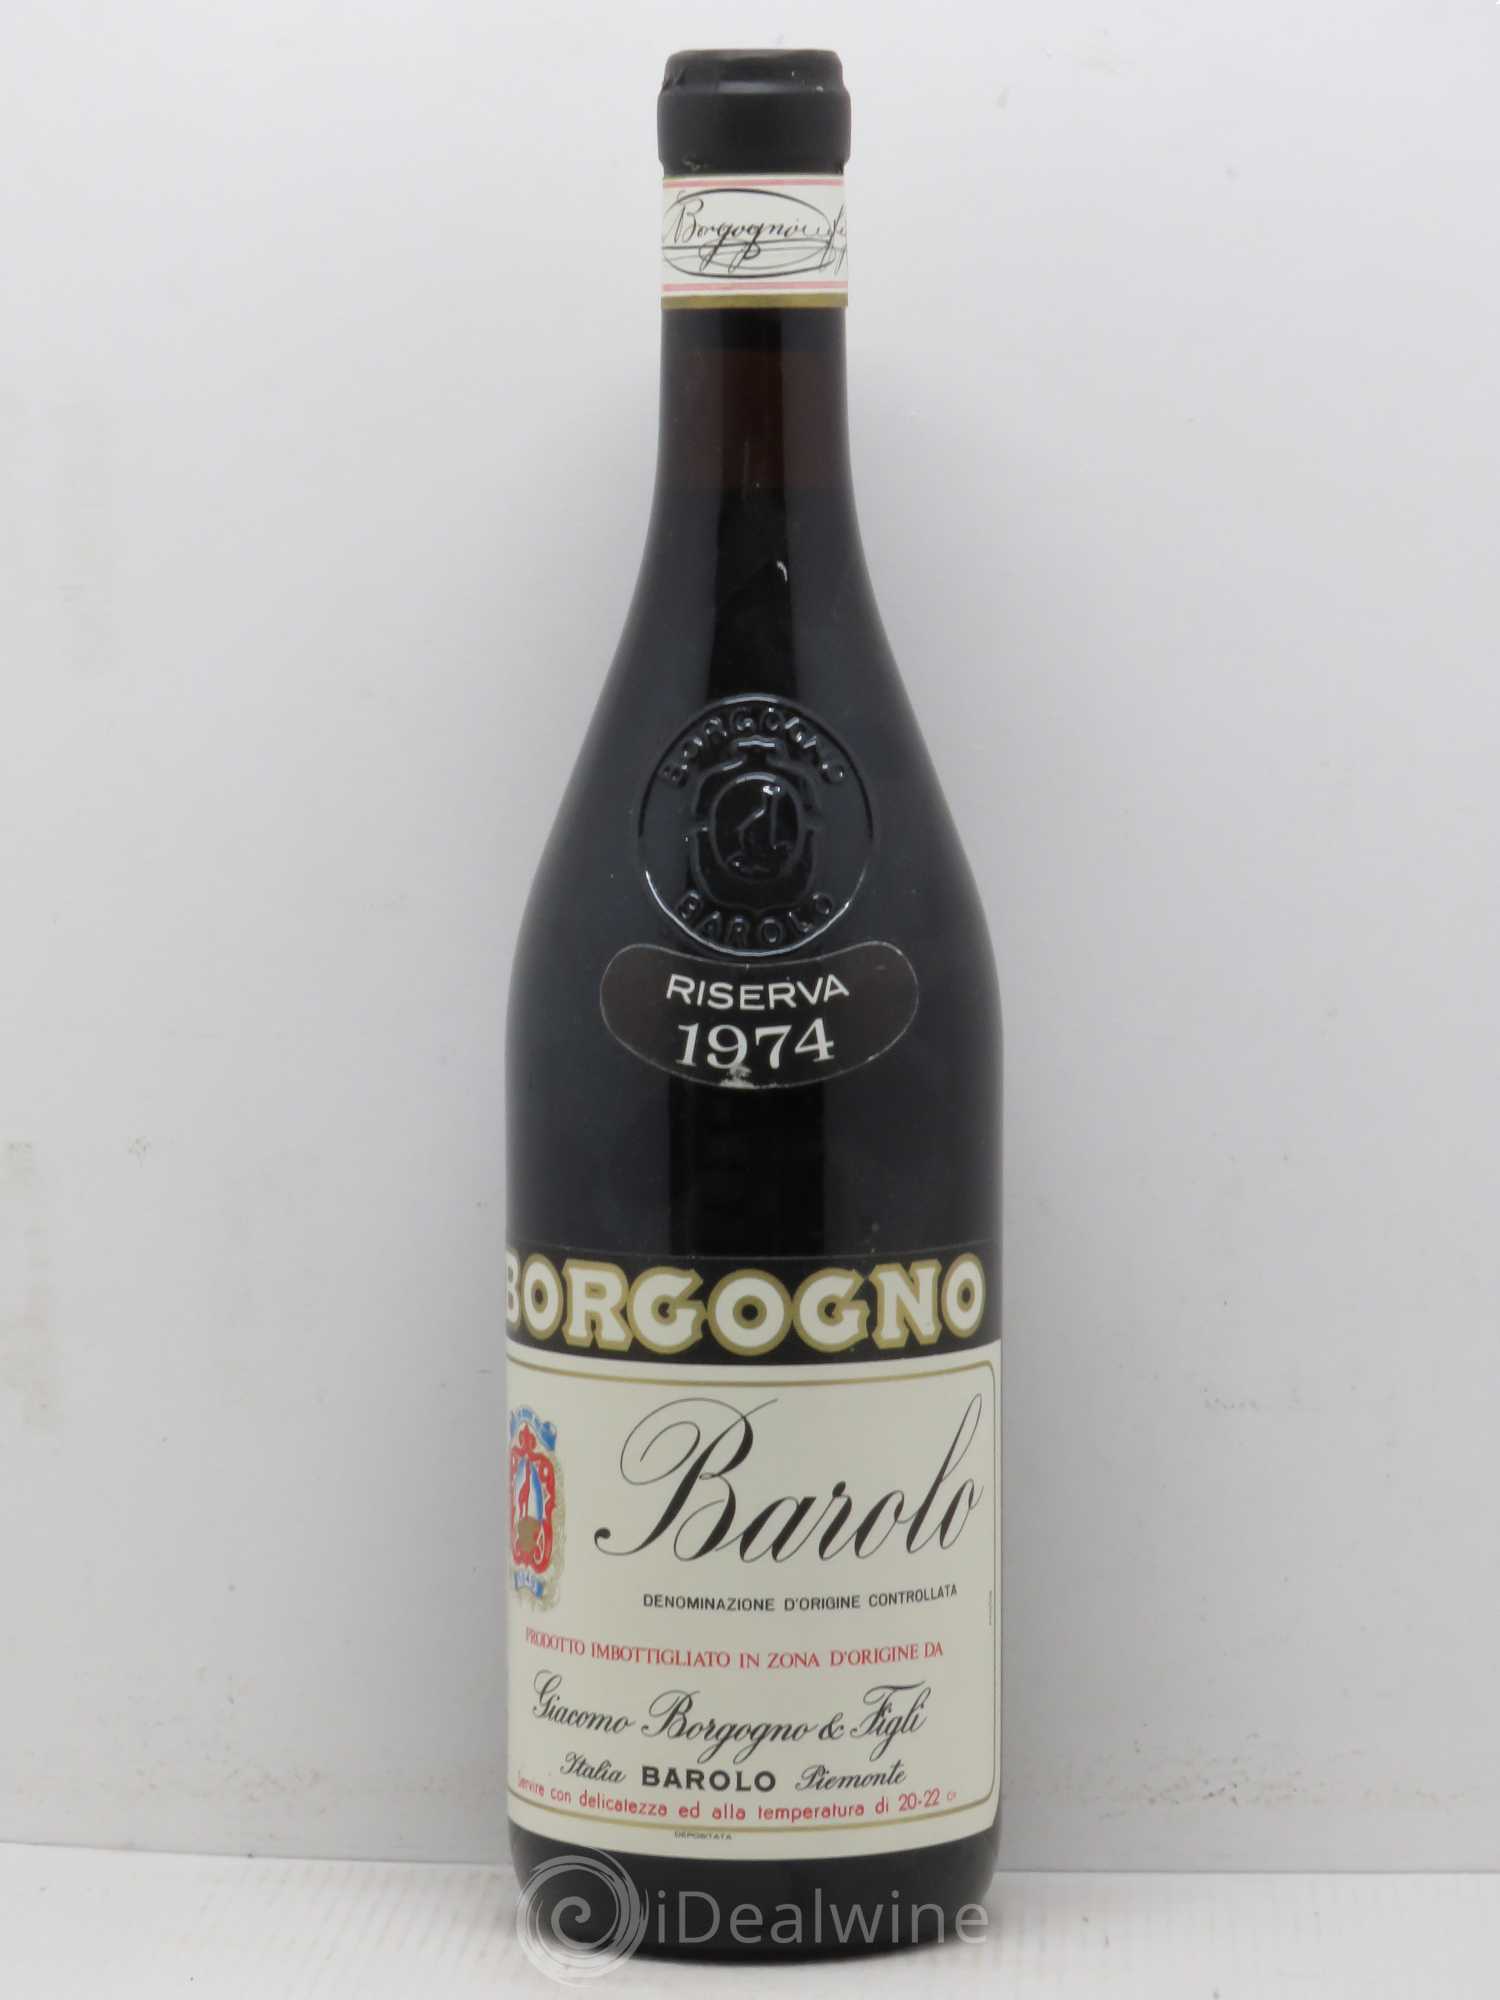 Borgogno
BORGOGNO
BAROLO
RISERVA
1974
BORGOGNO
Barolo
DENOMINAZIONE D'ORIGINE CONTROLLATA
PRODOTTO IMBOTTIGLIATO IN ZONA D'ORIGINE DA
Giacomo Borgogno & Figli
Italia BAROLO Piemonte
Servire con delicatezza ed alla temperatura di 20-22 C°
DEPOSITATA
iDealwine